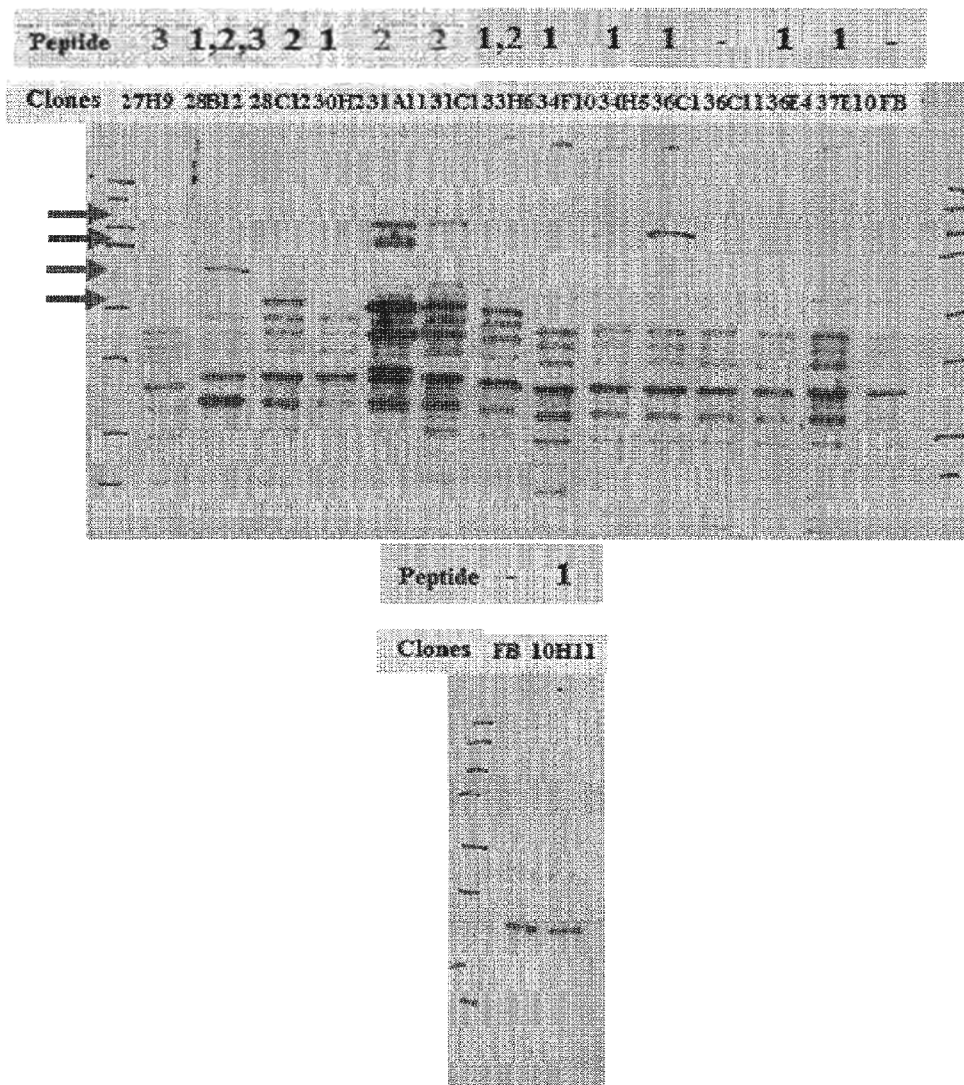 Peptide 3 1,2,3 2 1 2 2 1,2 1 1 1 - 1 1 -
Clones 27H9 28B12 28C12 30H2 31A11 31C1 33H6 34F10 34H5 36C1 36C11 36E4 37E10 FB
Peptide - 1
Clones FB 10H11